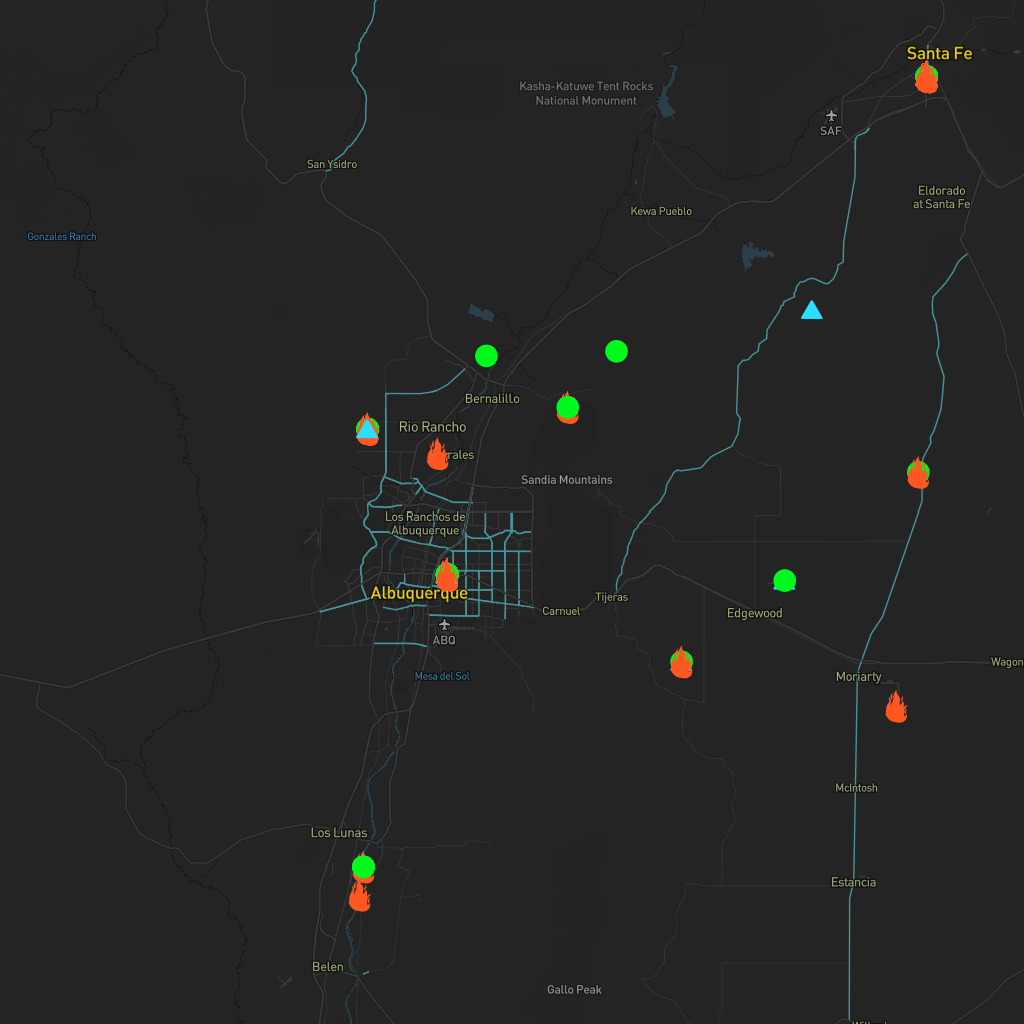 Santa Fe
Kasha-Katuwe Tent Rocks
National Monument
SAF
San Ysidro
Eldorado
at Santa Fe
Kewa Pueblo
Gonzales Ranch
Bernalillo
Rio Rancho
rales
Sandia Mountains
Los Ranchos de
Albuquerque
Albuquerque
Tijeras
Carnuel
Edgewood
ABQ
Wagon
Mesa del Sol
Moriarty
McIntosh
Los Lunas
Estancia
Belen
Gallo Peak